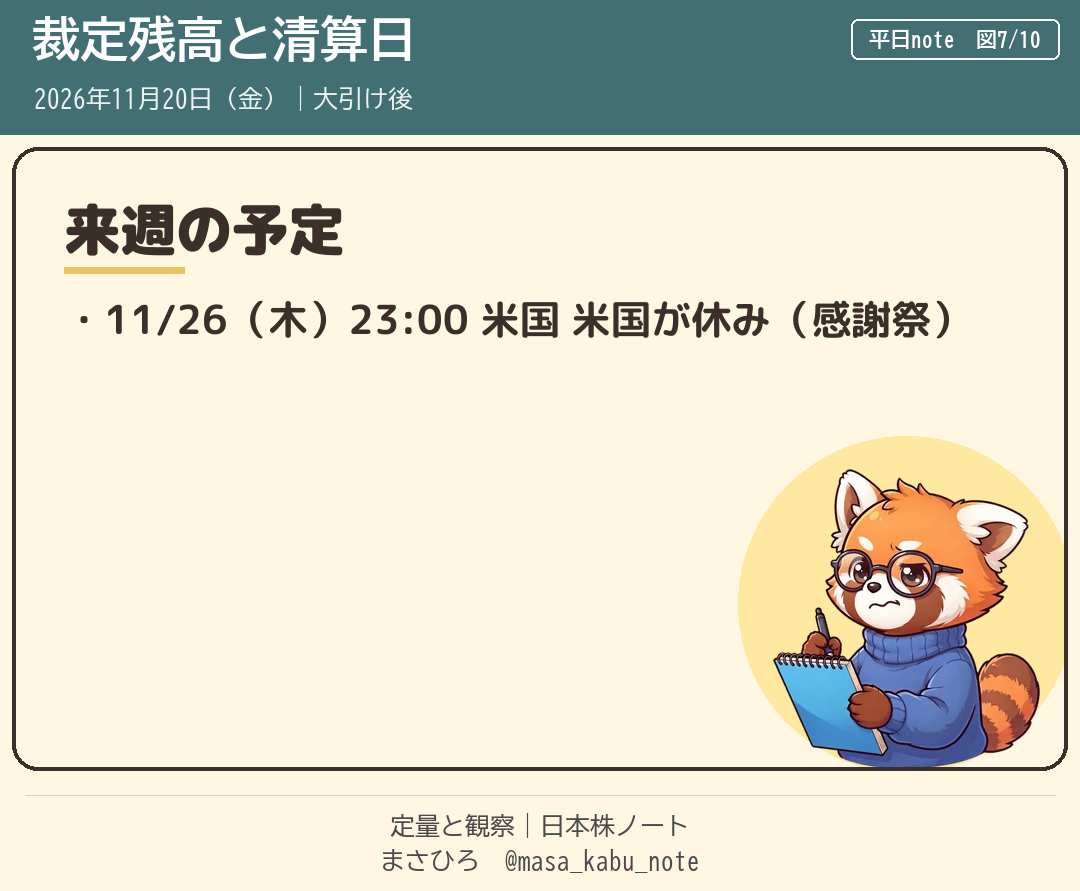 裁定残高と清算日
平日note　図7/10
2026年11月20日（金）｜大引け後
来週の予定
・11/26（木）23:00 米国 米国が休み（感謝祭）
定量と観察｜日本株ノート
まさひろ　@masa_kabu_note